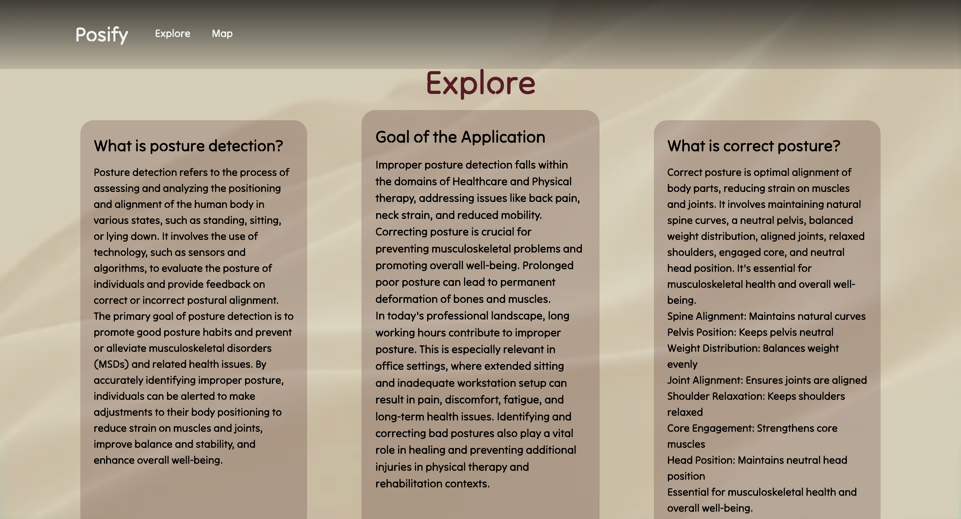 Posify
Explore
Map
Explore
What is posture detection?
Posture detection refers to the process of
assessing and analyzing the positioning
and alignment of the human body in
various states, such as standing, sitting,
or lying down. It involves the use of
technology, such as sensors and
algorithms, to evaluate the posture of
individuals and provide feedback on
correct or incorrect postural alignment.
The primary goal of posture detection is to
promote good posture habits and prevent
or alleviate musculoskeletal disorders
(MSDs) and related health issues. By
accurately identifying improper posture,
individuals can be alerted to make
adjustments to their body positioning to
reduce strain on muscles and joints,
improve balance and stability, and
enhance overall well-being.
Goal of the Application
Improper posture detection falls within
the domains of Healthcare and Physical
therapy, addressing issues like back pain,
neck strain, and reduced mobility.
Correcting posture is crucial for
preventing musculoskeletal problems and
promoting overall well-being. Prolonged
poor posture can lead to permanent
deformation of bones and muscles.
In today's professional landscape, long
working hours contribute to improper
posture. This is especially relevant in
office settings, where extended sitting
and inadequate workstation setup can
result in pain, discomfort, fatigue, and
long-term health issues. Identifying and
correcting bad postures also play a vital
role in healing and preventing additional
injuries in physical therapy and
rehabilitation contexts.
What is correct posture?
Correct posture is optimal alignment of
body parts, reducing strain on muscles
and joints. It involves maintaining natural
spine curves, a neutral pelvis, balanced
weight distribution, aligned joints, relaxed
shoulders, engaged core, and neutral
head position. It's essential for
musculoskeletal health and overall well-
being.
Spine Alignment: Maintains natural curves
Pelvis Position: Keeps pelvis neutral
Weight Distribution: Balances weight
evenly
Joint Alignment: Ensures joints are aligned
Shoulder Relaxation: Keeps shoulders
relaxed
Core Engagement: Strengthens core
muscles
Head Position: Maintains neutral head
position
Essential for musculoskeletal health and
overall well-being.